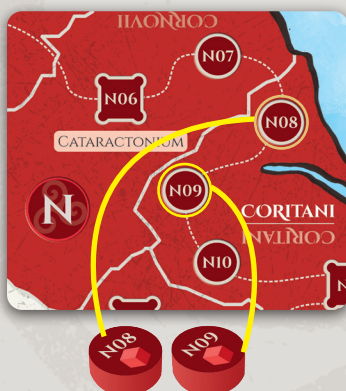 CORNOVII
N07
N06
N08
CATARACTONIUM
N09
N
CORITANI
CORITANI
N10
N
N08
N09